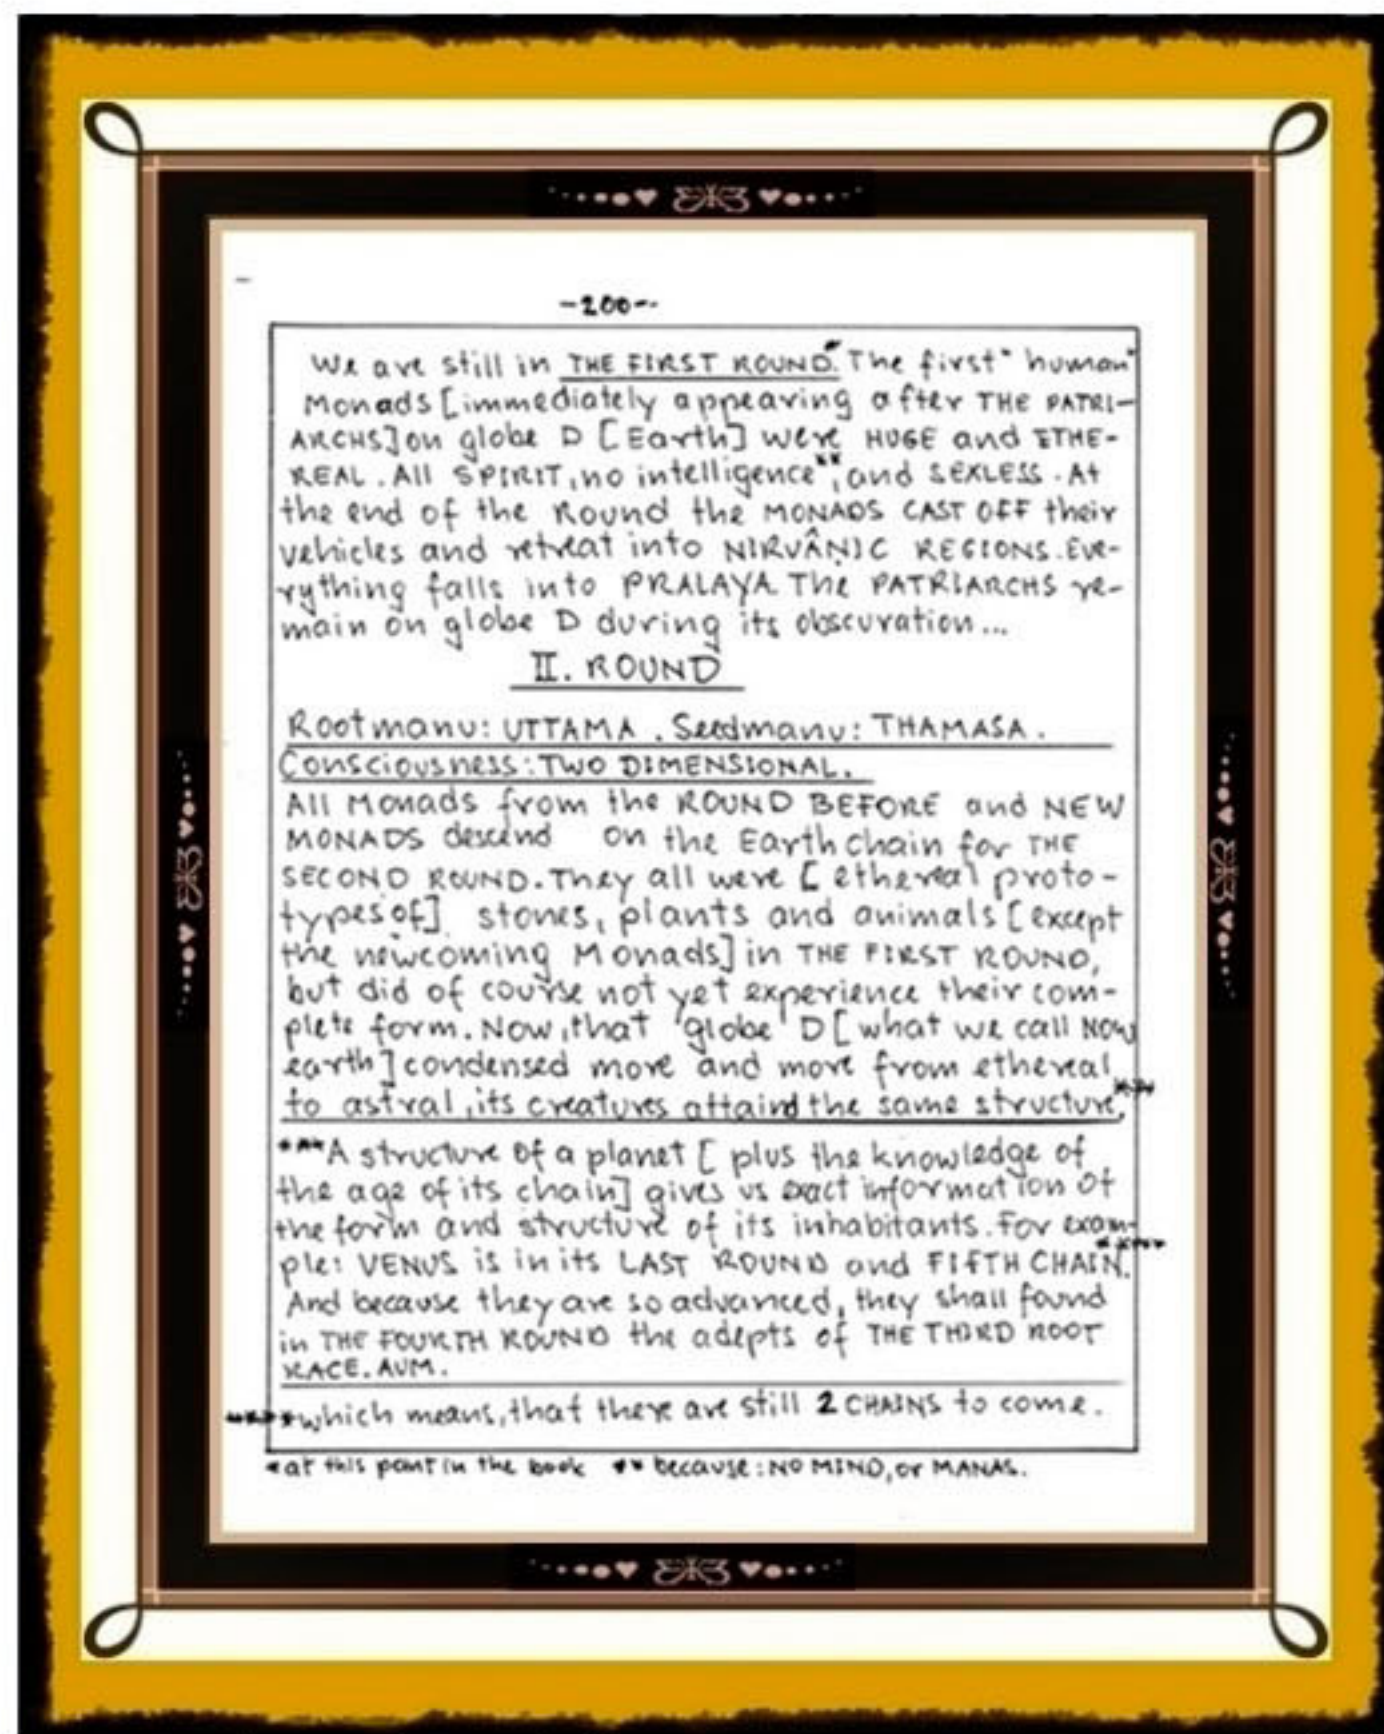 -200--
We are still in THE FIRST ROUND.* The first "human"
Monads [immediately appearing after THE PATRI-
ARCHS] on globe D [Earth] were HUGE and ETHE-
REAL. All SPIRIT, no intelligence**, and SEXLESS. At
the end of the Round the MONADS CAST OFF their
vehicles and retreat into NIRVÂNIC REGIONS. Eve-
rything falls into PRALAYA. The PATRIARCHS re-
main on globe D during its obscuration...
II. ROUND
Rootmanu: UTTAMA. Seedmanu: THAMASA.
Consciousness: TWO DIMENSIONAL.
All Monads from the ROUND BEFORE and NEW
MONADS descend on the Earth chain for THE
SECOND ROUND. They all were [ethereal proto-
types of] stones, plants and animals [except
the newcoming Monads] in THE FIRST ROUND,
but did of course not yet experience their com-
plete form. Now, that globe D [what we call NOW
earth] condensed more and more from ethereal
to astral, its creatures attaind the same structure,***
***A structure of a planet [plus the knowledge of
the age of its chain] gives us exact information of
the form and structure of its inhabitants. For exam-
ple: VENUS is in its LAST ROUND and FIFTH CHAIN.****
And because they are so advanced, they shall found
in THE FOURTH ROUND the adepts of THE THIRD ROOT
RACE. AUM.
****which means, that there are still 2 CHAINS to come.
*at this point in the book ** because: NO MIND, or MANAS.